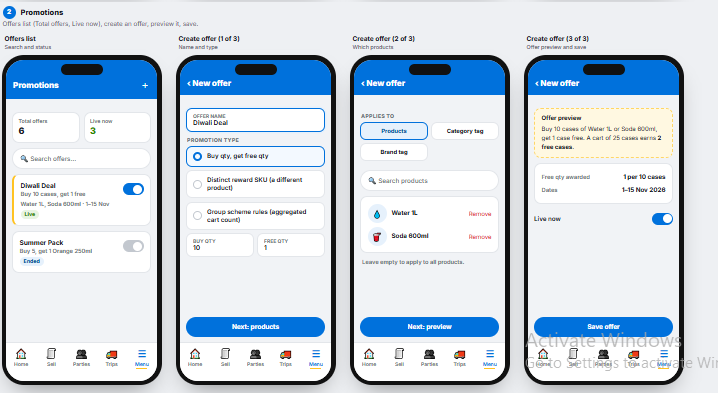 2 Promotions
Offers list (Total offers, Live now), create an offer, preview it, save.
Offers list
Search and status
Promotions +
Total offers
6
Live now
3
Search offers...
Diwali Deal
Buy 10 cases, get 1 free
Water 1L, Soda 600ml · 1–15 Nov
Live
Summer Pack
Buy 5, get 1 Orange 250ml
Ended
Home Sell Parties Trips Menu
Create offer (1 of 3)
Name and type
‹ New offer
OFFER NAME
Diwali Deal
PROMOTION TYPE
Buy qty, get free qty
Distinct reward SKU (a different
product)
Group scheme rules (aggregated
cart count)
BUY QTY
10
FREE QTY
1
Next: products
Home Sell Parties Trips Menu
Create offer (2 of 3)
Which products
‹ New offer
APPLIES TO
Products Category tag
Brand tag
Search products
Water 1L Remove
Soda 600ml Remove
Leave empty to apply to all products.
Next: preview
Home Sell Parties Trips Menu
Create offer (3 of 3)
Offer preview and save
‹ New offer
Offer preview
Buy 10 cases of Water 1L or Soda 600ml,
get 1 case free. A cart of 25 cases earns 2
free cases.
Free qty awarded 1 per 10 cases
Dates 1–15 Nov 2026
Live now
Save offer
Home Sell Parties Trips Menu
Activate Windows
Go to Settings to activate Win